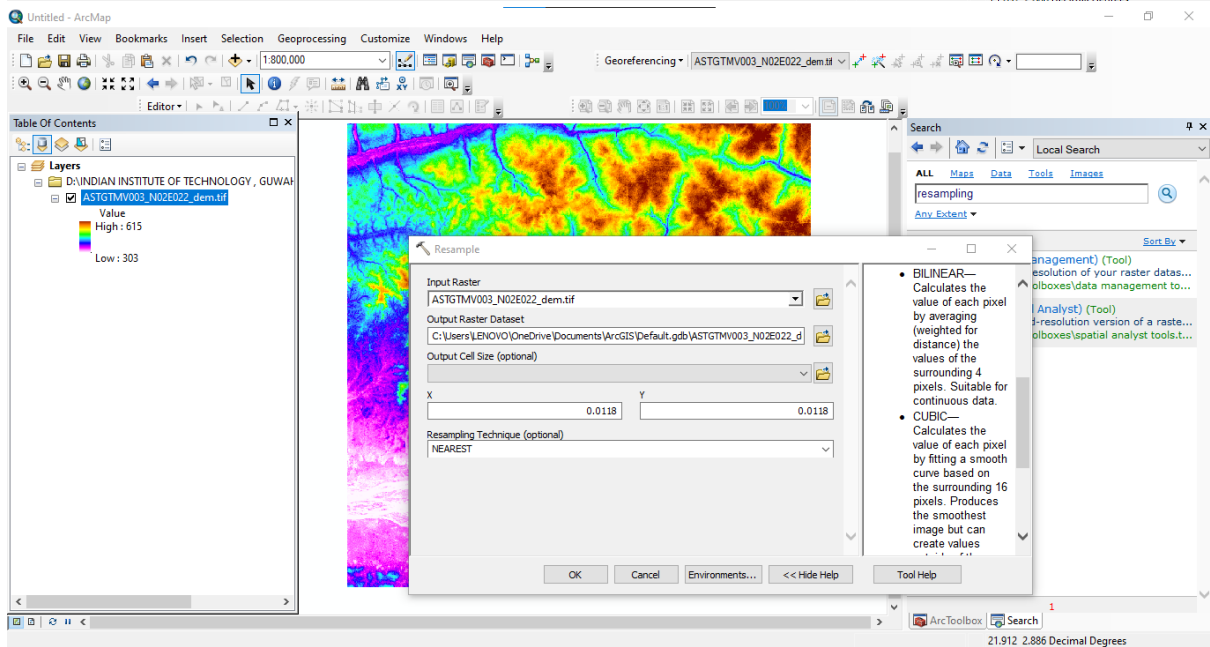 Untitled - ArcMap
File Edit View Bookmarks Insert Selection Geoprocessing Customize Windows Help
1:800,000
Georeferencing
ASTGTMV003_N02E022_dem.tif
Editor
Table Of Contents
Layers
D:\INDIAN INSTITUTE OF TECHNOLOGY , GUWAH
ASTGTMV003_N02E022_dem.tif
Value
High : 615
Low : 303
Resample
Input Raster
ASTGTMV003_N02E022_dem.tif
Output Raster Dataset
C:\Users\LENOVO\OneDrive\Documents\ArcGIS\Default.gdb\ASTGTMV003_N02E022_d
Output Cell Size (optional)
X Y
0.0118 0.0118
Resampling Technique (optional)
NEAREST
OK Cancel Environments... << Hide Help Tool Help
• BILINEAR—
Calculates the
value of each pixel
by averaging
(weighted for
distance) the
values of the
surrounding 4
pixels. Suitable for
continuous data.
• CUBIC—
Calculates the
value of each pixel
by fitting a smooth
curve based on
the surrounding 16
pixels. Produces
the smoothest
image but can
create values
Search
Local Search
ALL Maps Data Tools Images
resampling
Any Extent
Sort By
anagement) (Tool)
esolution of your raster datas...
olboxes\data management to...
l Analyst) (Tool)
d-resolution version of a raste...
olboxes\spatial analyst tools.t...
1
ArcToolbox Search
21.912 2.886 Decimal Degrees